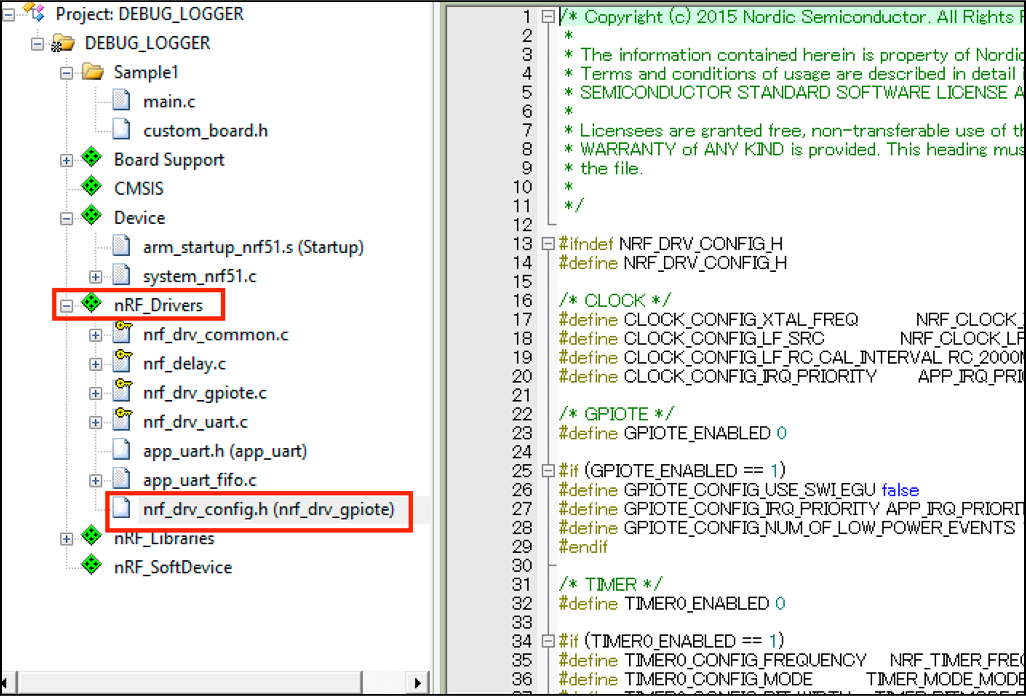 Project: DEBUG_LOGGER
DEBUG_LOGGER
Sample1
main.c
custom_board.h
Board Support
CMSIS
Device
arm_startup_nrf51.s (Startup)
system_nrf51.c
nRF_Drivers
nrf_drv_common.c
nrf_delay.c
nrf_drv_gpiote.c
nrf_drv_uart.c
app_uart.h (app_uart)
app_uart_fifo.c
nrf_drv_config.h (nrf_drv_gpiote)
nRF_Libraries
nRF_SoftDevice
1 /* Copyright (c) 2015 Nordic Semiconductor. All Rights
2 *
3 * The information contained herein is property of Nordic
4 * Terms and conditions of usage are described in detail
5 * SEMICONDUCTOR STANDARD SOFTWARE LICENSE A
6 *
7 * Licensees are granted free, non-transferable use of
8 * WARRANTY of ANY KIND is provided. This heading mus
9 * the file.
10 *
11 */
12
13 #ifndef NRF_DRV_CONFIG_H
14 #define NRF_DRV_CONFIG_H
15
16 /* CLOCK */
17 #define CLOCK_CONFIG_XTAL_FREQ NRF_CLOCK_
18 #define CLOCK_CONFIG_LF_SRC NRF_CLOCK_LF
19 #define CLOCK_CONFIG_LF_RC_CAL_INTERVAL RC_2000M
20 #define CLOCK_CONFIG_IRQ_PRIORITY APP_IRQ_PRI
21
22 /* GPIOTE */
23 #define GPIOTE_ENABLED 0
24
25 #if (GPIOTE_ENABLED == 1)
26 #define GPIOTE_CONFIG_USE_SWI_EGU false
27 #define GPIOTE_CONFIG_IRQ_PRIORITY APP_IRQ_PRIORIT
28 #define GPIOTE_CONFIG_NUM_OF_LOW_POWER_EVENTS
29 #endif
30
31 /* TIMER */
32 #define TIMER0_ENABLED 0
33
34 #if (TIMER0_ENABLED == 1)
35 #define TIMER0_CONFIG_FREQUENCY NRF_TIMER_FREQ
36 #define TIMER0_CONFIG_MODE TIMER_MODE_MODE